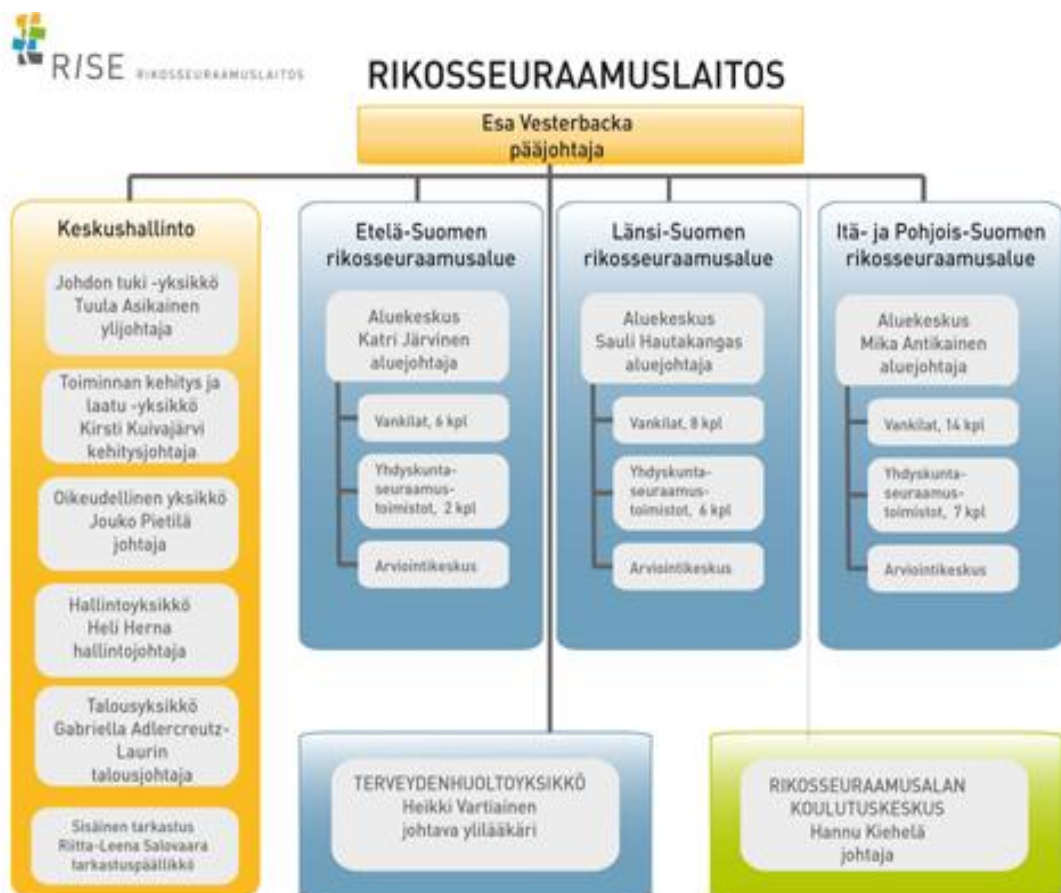 RISE RIKOSSEURAAMUSLAITOS
RIKOSSEURAAMUSLAITOS
Esa Vesterbacka
pääjohtaja
Keskushallinto
Johdon tuki -yksikkö
Tuula Asikainen
ylijohtaja
Toiminnan kehitys ja
laatu -yksikkö
Kirsti Kuivajärvi
kehitysjohtaja
Oikeudellinen yksikkö
Jouko Pietilä
johtaja
Hallintoyksikkö
Heli Herna
hallintojohtaja
Talousyksikkö
Gabriella Adlercreutz-
Laurin
talousjohtaja
Sisäinen tarkastus
Riitta-Leena Salovaara
tarkastuspäällikkö
Etelä-Suomen
rikosseuraamusalue
Aluekeskus
Katri Järvinen
aluejohtaja
Vankilat, 6 kpl
Yhdyskunta-
seuraamus-
toimistot, 2 kpl
Arviointikeskus
Länsi-Suomen
rikosseuraamusalue
Aluekeskus
Sauli Hautakangas
aluejohtaja
Vankilat, 8 kpl
Yhdyskunta-
seuraamus-
toimistot, 6 kpl
Arviointikeskus
Itä- ja Pohjois-Suomen
rikosseuraamusalue
Aluekeskus
Mika Antikainen
aluejohtaja
Vankilat, 14 kpl
Yhdyskunta-
seuraamus-
toimistot, 7 kpl
Arviointikeskus
TERVEYDENHUOLTOYKSIKKÖ
Heikki Vartiainen
johtava ylilääkäri
RIKOSSEURAAMUSALAN
KOULUTUSKESKUS
Hannu Kiehelä
johtaja